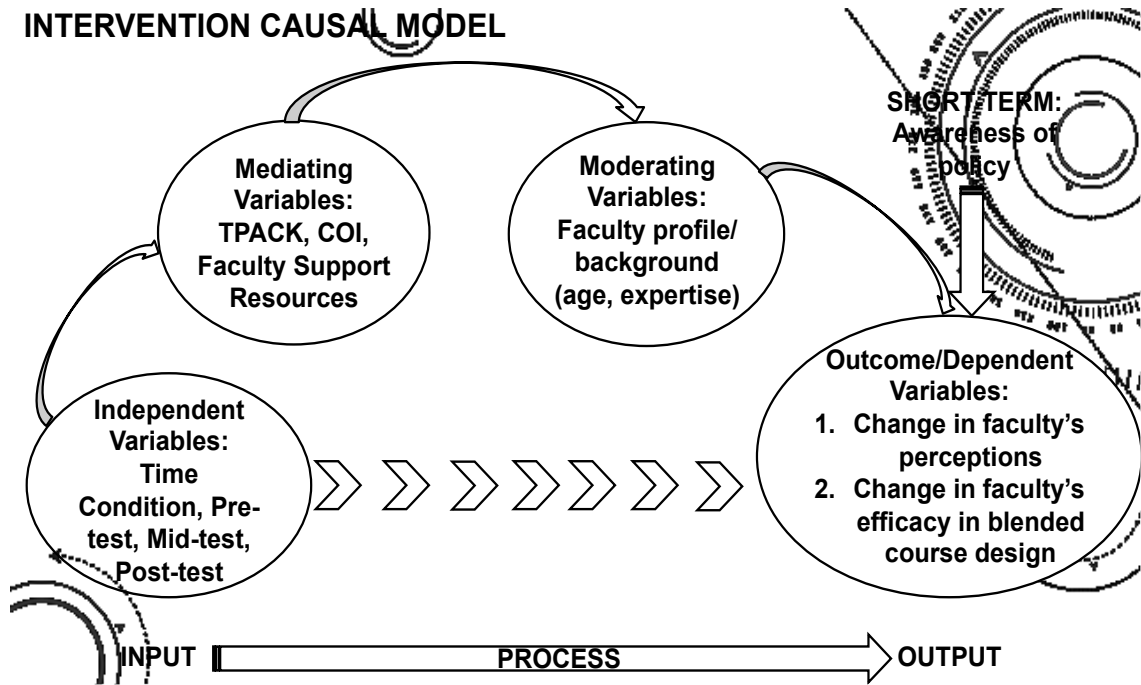 INTERVENTION CAUSAL MODEL
SHORT TERM:
Awareness of
policy
Mediating
Variables:
TPACK, COI,
Faculty Support
Resources
Moderating
Variables:
Faculty profile/
background
(age, expertise)
Independent
Variables:
Time
Condition, Pre-
test, Mid-test,
Post-test
Outcome/Dependent
Variables:
1. Change in faculty's
perceptions
2. Change in faculty's
efficacy in blended
course design
INPUT
PROCESS
OUTPUT